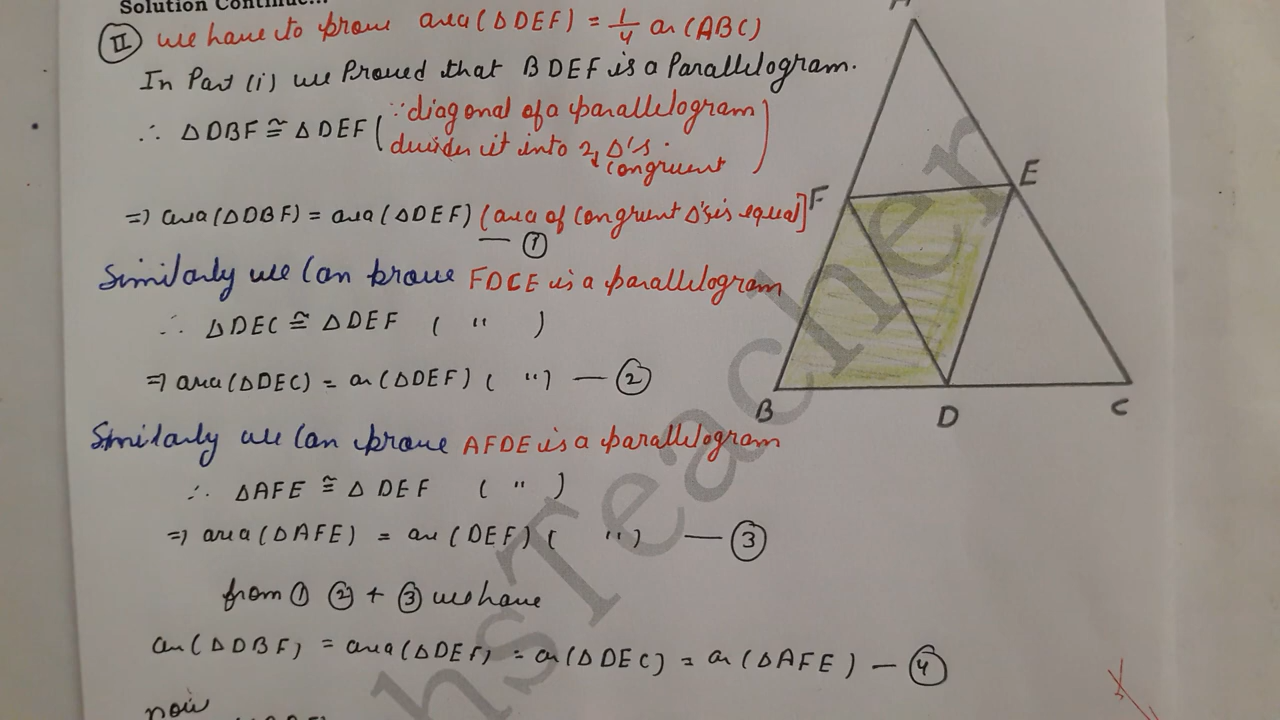 Solution Continue...
II we have to prove area (ΔDEF) = 1/4 ar (ABC)
In Part (i) we Proved that BDEF is a Parallelogram.
∴ ΔDBF ≅ ΔDEF ( ∵ diagonal of a parallelogram
divides it into 2 congruent Δ's. )
=) area (ΔDBF) = area (ΔDEF) (area of congruent Δ's is equal]
— ①
Similarly we can prove FDCE is a parallelogram
∴ ΔDEC ≅ ΔDEF ( " )
=) area (ΔDEC) = ar (ΔDEF) ( ") — ②
Similarly we can prove AFDE is a parallelogram
∴ ΔAFE ≅ Δ DEF ( " )
=) area (ΔAFE) = ar (DEF) ( ") — ③
from ① ② + ③ we have
ar (ΔDBF) = area (ΔDEF) = ar (ΔDEC) = ar (ΔAFE) — ④
now
F
E
B
D
C
hsTeacher